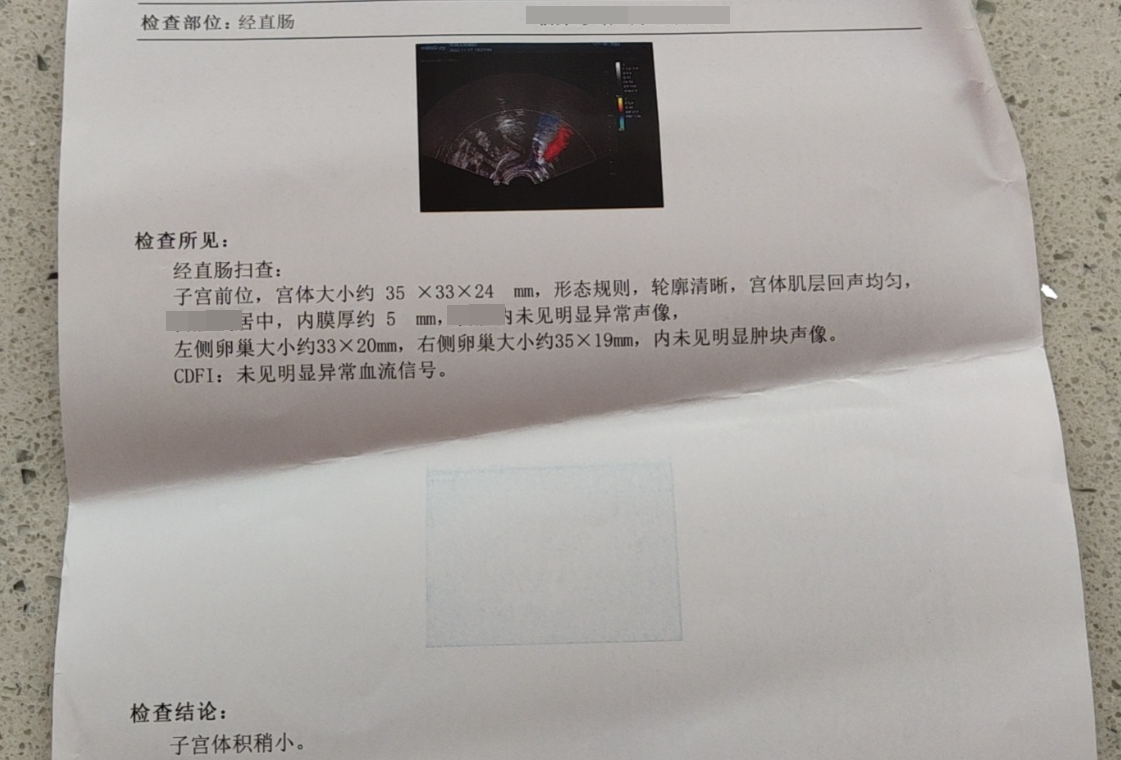 检查部位：经直肠
检查所见：
经直肠扫查：
子宫前位，宫体大小约 35 ×33×24 mm，形态规则，轮廓清晰，宫体肌层回声均匀，
居中，内膜厚约 5 mm，内未见明显异常声像，
左侧卵巢大小约33×20mm，右侧卵巢大小约35×19mm，内未见明显肿块声像。
CDFI：未见明显异常血流信号。
检查结论：
子宫体积稍小。